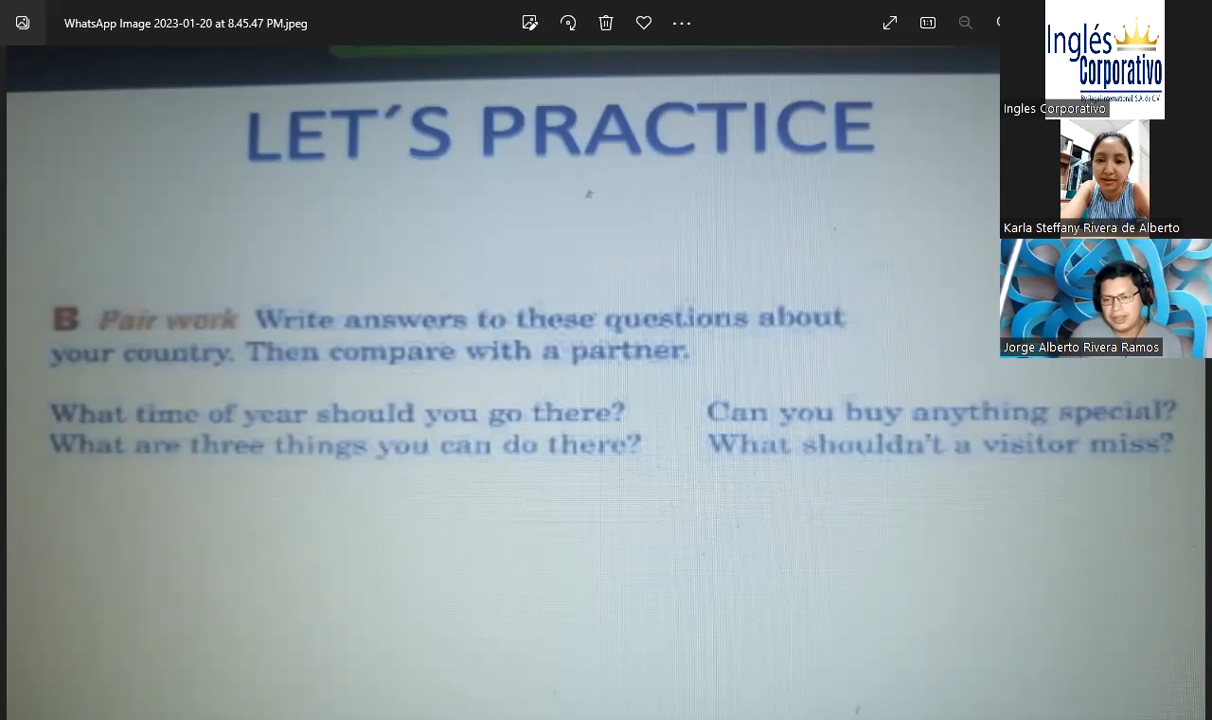 WhatsApp Image 2023-01-20 at 8.45.47 PM.jpeg
1:1
Inglés
Corporativo
Ingles Corporativo
Karla Steffany Rivera de Alberto
Jorge Alberto Rivera Ramos
LET´S PRACTICE
B Pair work Write answers to these questions about
your country. Then compare with a partner.
What time of year should you go there?
What are three things you can do there?
Can you buy anything special?
What shouldn't a visitor miss?